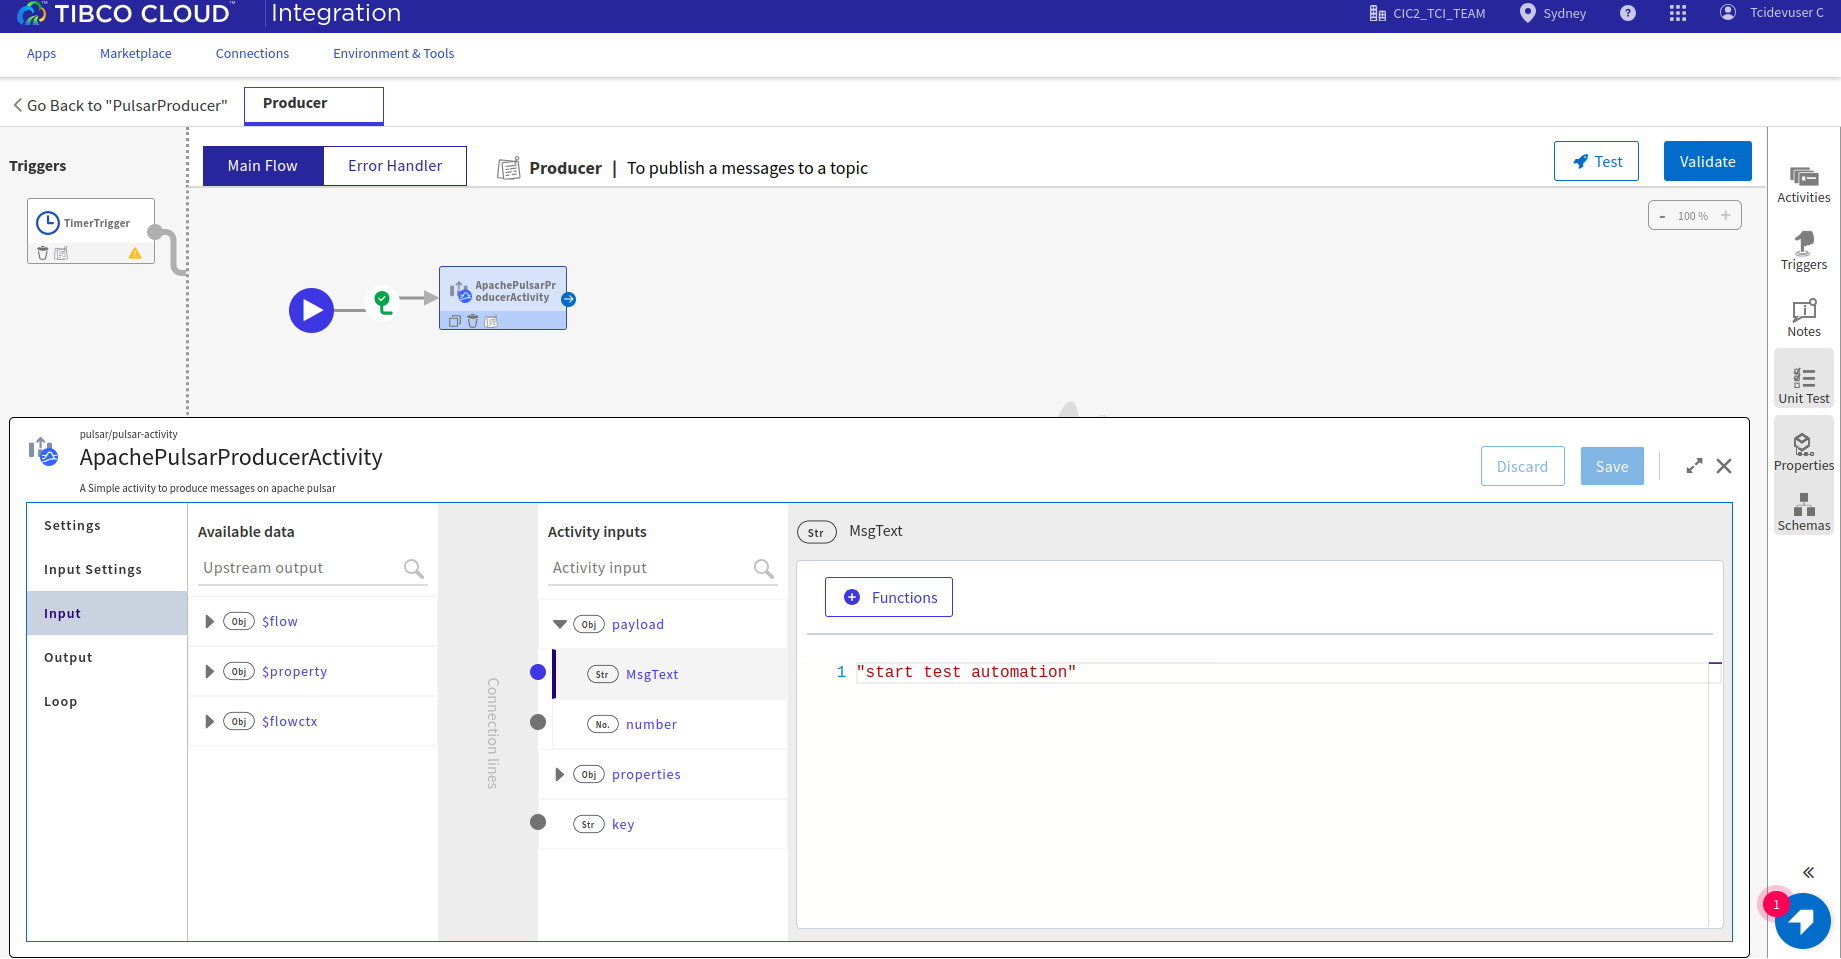 TIBCO CLOUD™ Integration
CIC2_TCI_TEAM Sydney ? Tcidevuser C
Apps Marketplace Connections Environment & Tools
Go Back to "PulsarProducer" Producer
Triggers
Main Flow Error Handler Producer | To publish a messages to a topic Test Validate
TimerTrigger
- 100 % +
ApachePulsarPr
oducerActivity
Activities
Triggers
Notes
Unit Test
Properties
Schemas
pulsar/pulsar-activity
ApachePulsarProducerActivity
A Simple activity to produce messages on apache pulsar
Discard Save
Settings
Input Settings
Input
Output
Loop
Available data
Upstream output
Obj $flow
Obj $property
Obj $flowctx
Connection lines
Activity inputs
Activity input
Obj payload
Str MsgText
No. number
Obj properties
Str key
Str MsgText
+ Functions
1 "start test automation"
1